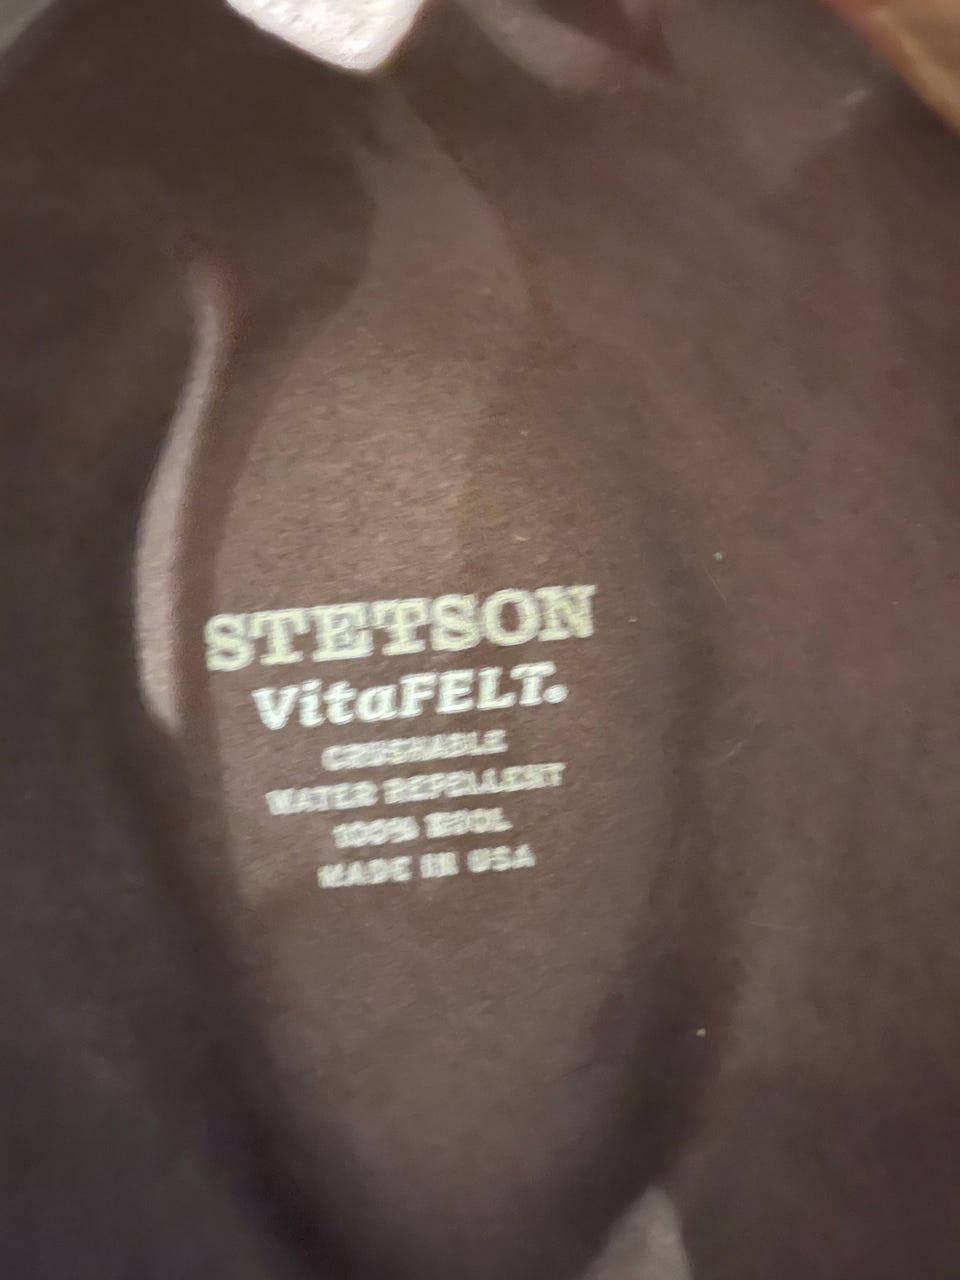 STETSON
VitaFELT.
CRUSHABLE
WATER REPELLENT
100% WOOL
MADE IN USA